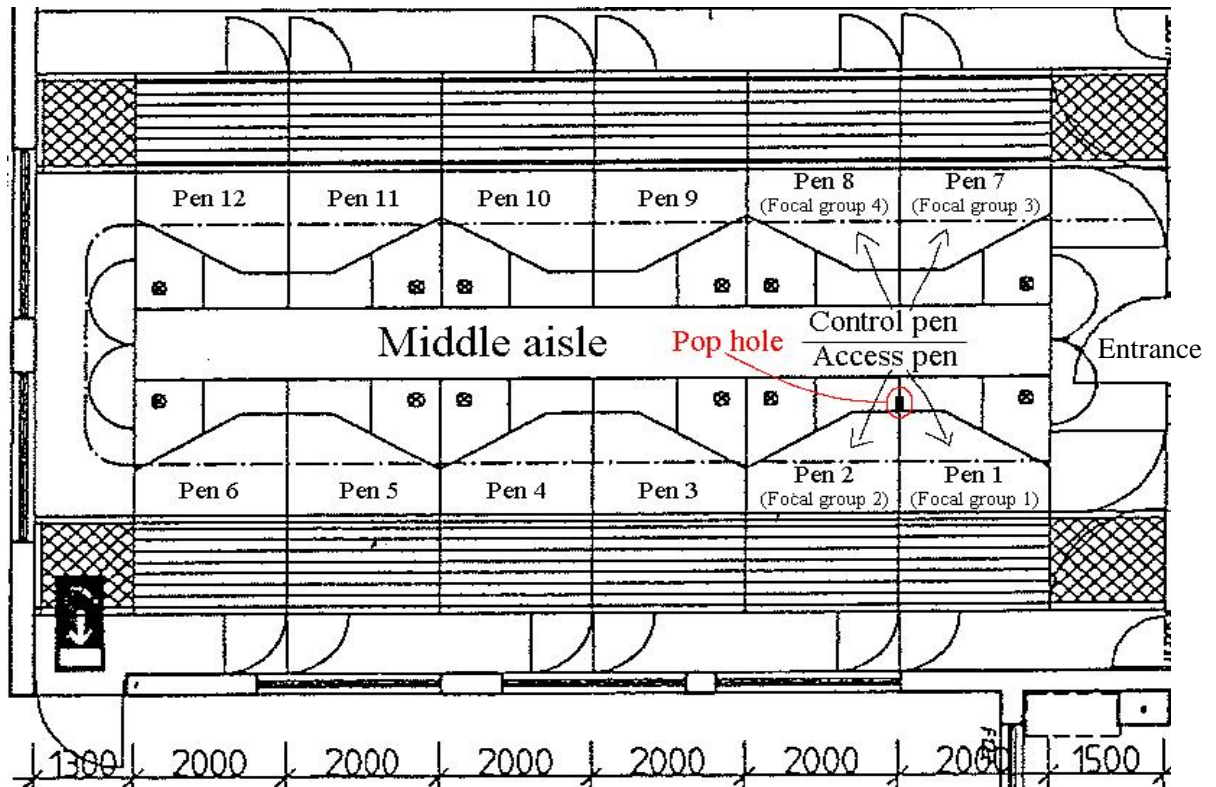 Pen 12
Pen 11
Pen 10
Pen 9
Pen 8
(Focal group 4)
Pen 7
(Focal group 3)
Middle aisle
Pop hole
Control pen
Access pen
Entrance
Pen 6
Pen 5
Pen 4
Pen 3
Pen 2
(Focal group 2)
Pen 1
(Focal group 1)
1300
2000
2000
2000
2000
2000
2000
1500